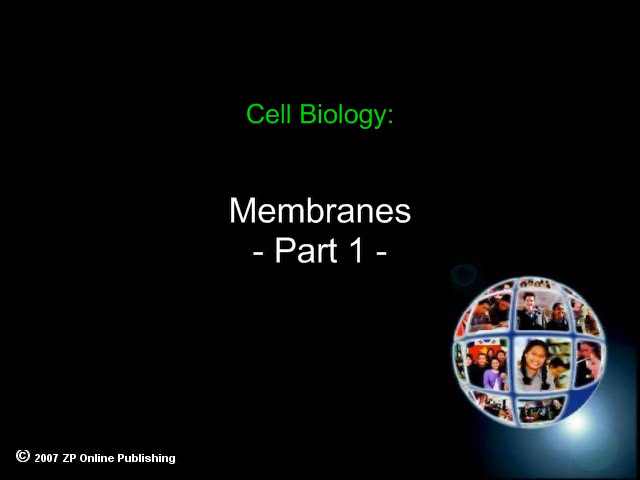 Cell Biology:
Membranes
- Part 1 -
© 2007 ZP Online Publishing